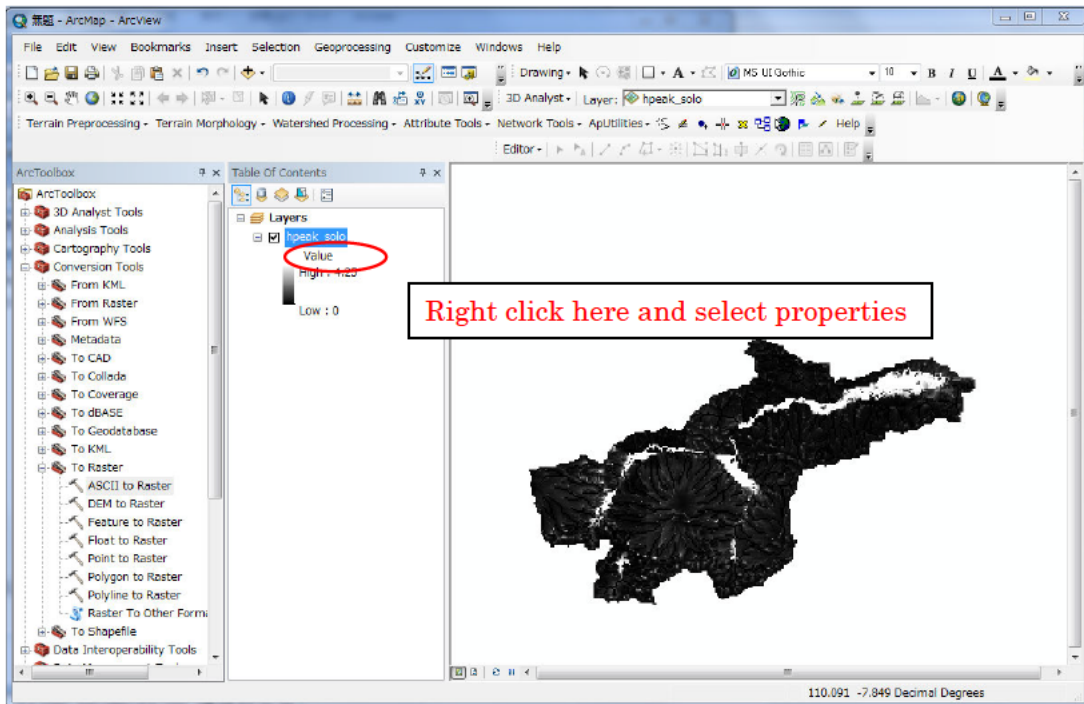 無題 - ArcMap - ArcView
File Edit View Bookmarks Insert Selection Geoprocessing Customize Windows Help
Drawing A MS UI Gothic 10 B I U A
3D Analyst Layer: hpeak_solo
Terrain Preprocessing Terrain Morphology Watershed Processing Attribute Tools Network Tools ApUtilities Help
Editor
ArcToolbox
ArcToolbox
3D Analyst Tools
Analysis Tools
Cartography Tools
Conversion Tools
From KML
From Raster
From WFS
Metadata
To CAD
To Collada
To Coverage
To dBASE
To Geodatabase
To KML
To Raster
ASCII to Raster
DEM to Raster
Feature to Raster
Float to Raster
Point to Raster
Polygon to Raster
Polyline to Raster
Raster To Other Forma
To Shapefile
Data Interoperability Tools
Table Of Contents
Layers
hpeak_solo
Value
High : 4.23
Low : 0
Right click here and select properties
110.091 -7.849 Decimal Degrees